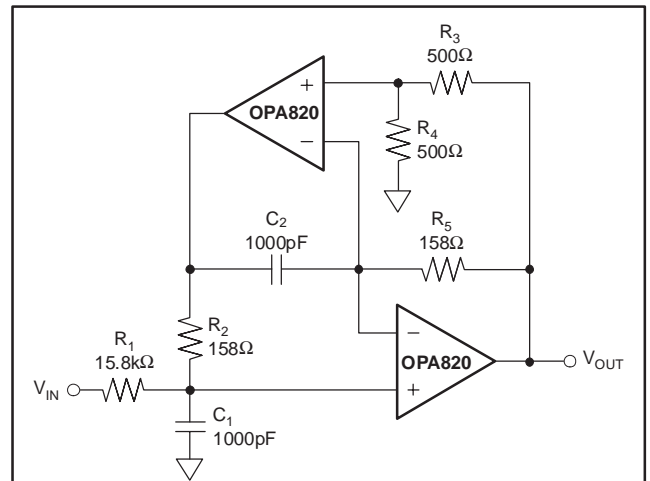 R3
500Ω
+
OPA820
−
R4
500Ω
C2
1000pF
R5
158Ω
R1
15.8kΩ
R2
158Ω
−
OPA820
+
VIN
VOUT
C1
1000pF